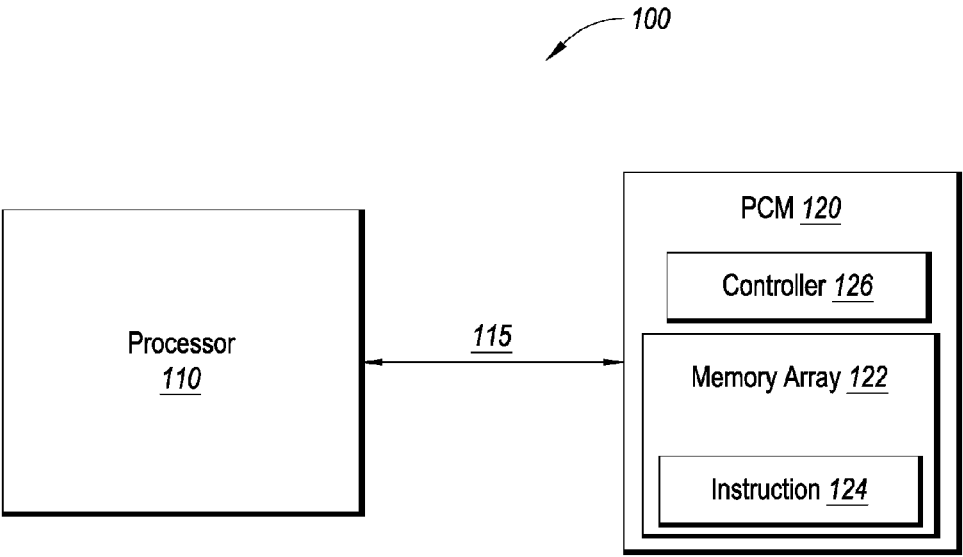 100
PCM 120
Controller 126
Processor
110
115
Memory Array 122
Instruction 124